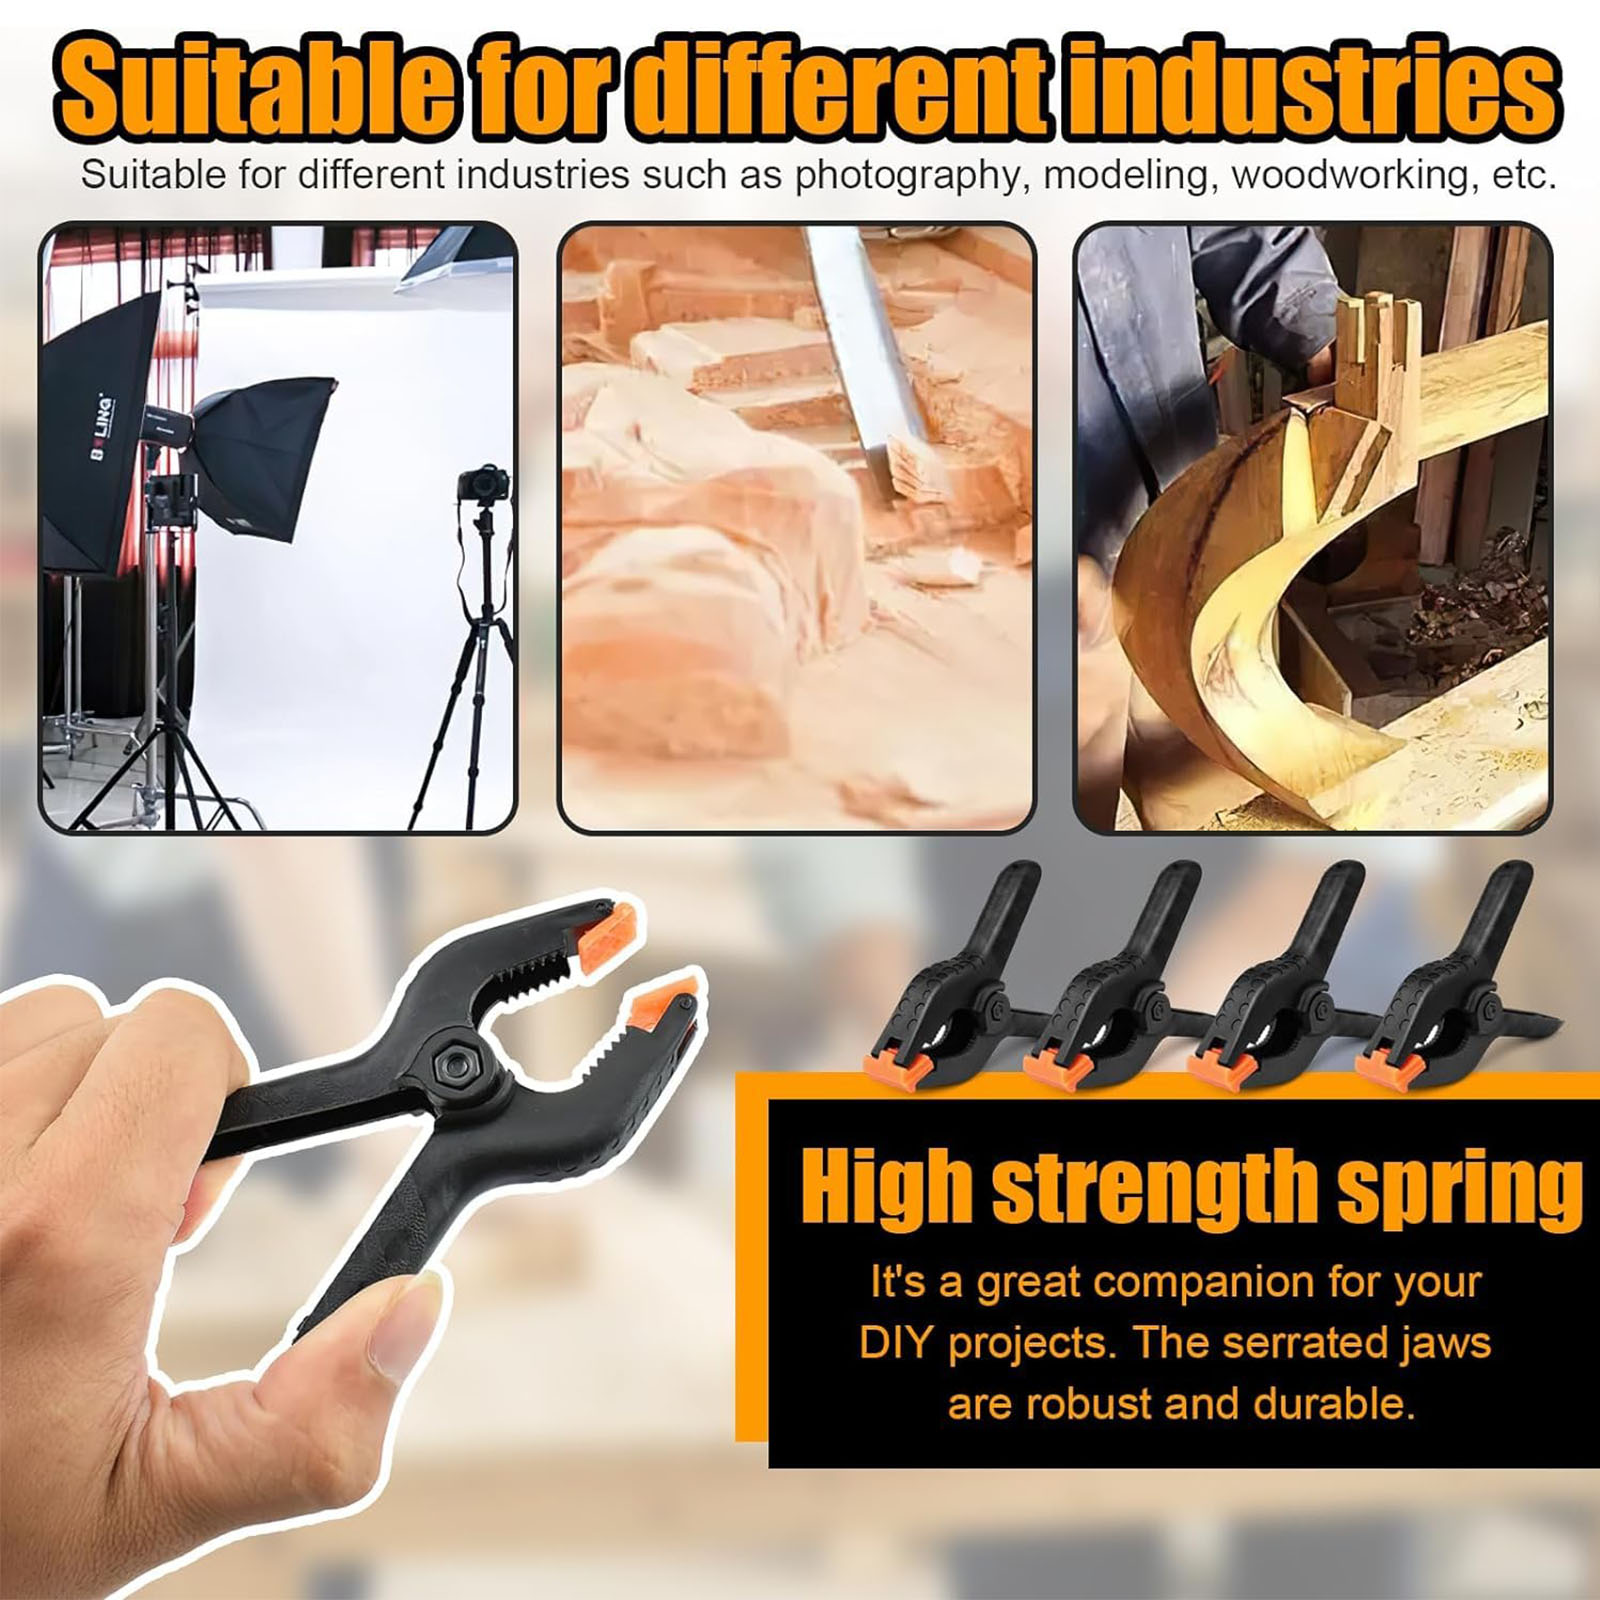 Suitable for different industries
Suitable for different industries such as photography, modeling, woodworking, etc.
High strength spring
It's a great companion for your
DIY projects. The serrated jaws
are robust and durable.